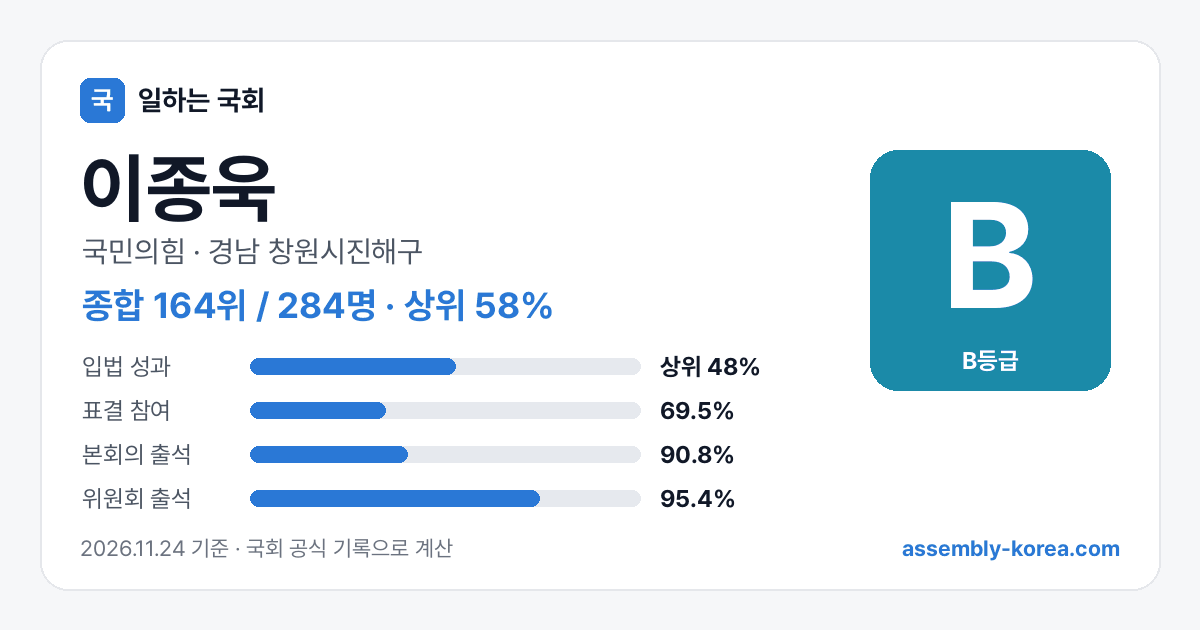 국 일하는 국회
이종욱
국민의힘 · 경남 창원시진해구
종합 164위 / 284명 · 상위 58%
입법 성과 상위 48%
표결 참여 69.5%
본회의 출석 90.8%
위원회 출석 95.4%
B
B등급
2026.11.24 기준 · 국회 공식 기록으로 계산
assembly-korea.com